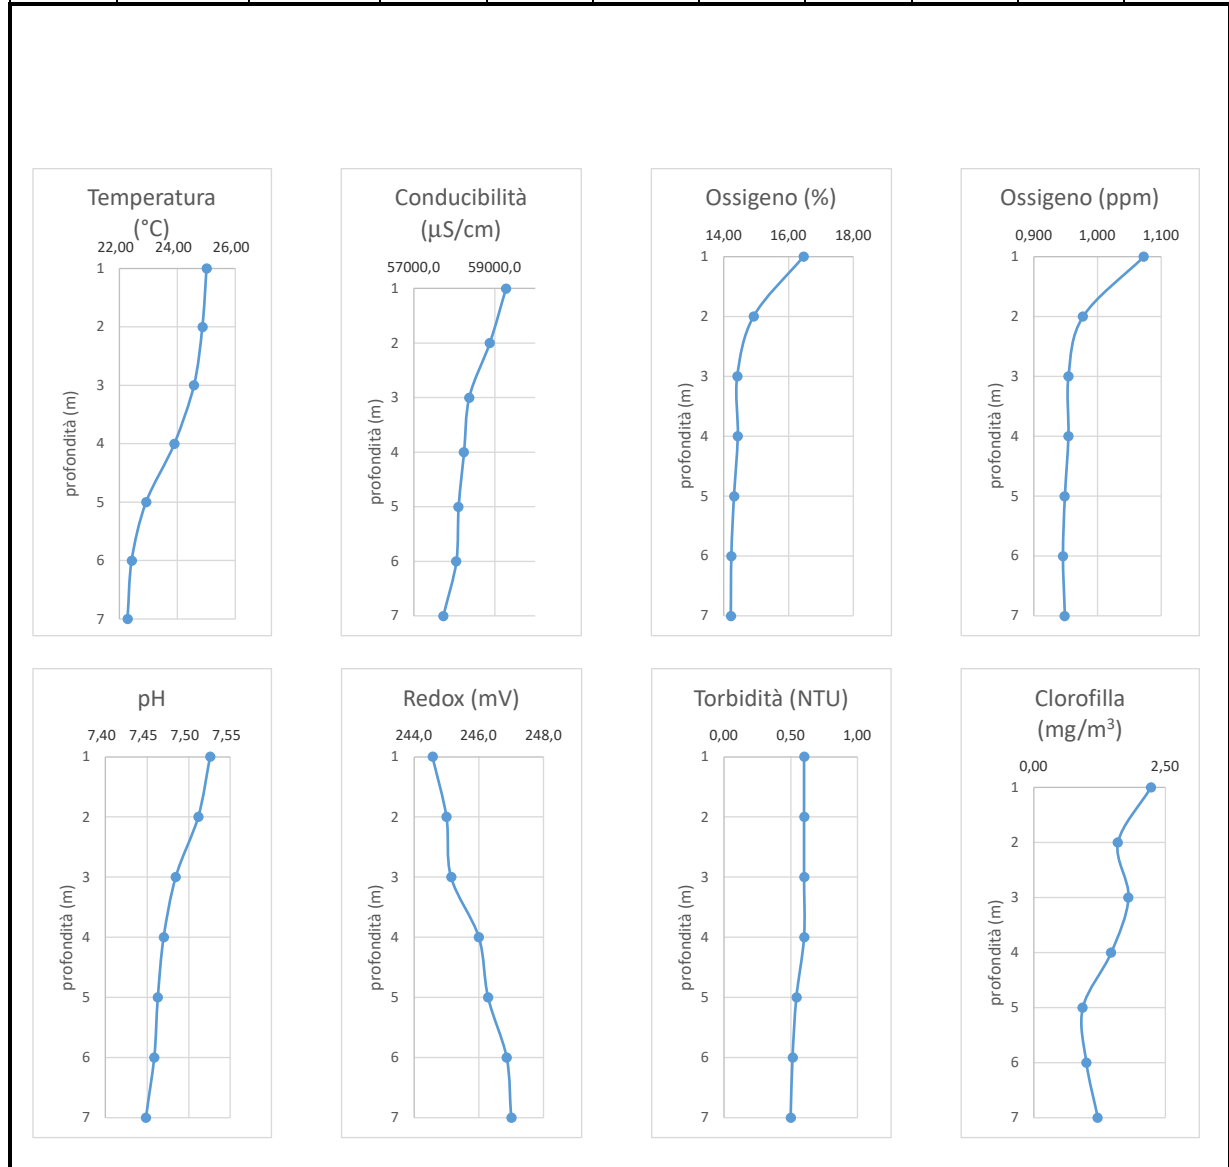 Temperatura
(°C)
22,00 24,00 26,00
1
2
3
4
5
6
7
profondità (m)
Conducibilità
(µS/cm)
57000,0 59000,0
1
2
3
4
5
6
7
profondità (m)
Ossigeno (%)
14,00 16,00 18,00
1
2
3
4
5
6
7
profondità (m)
Ossigeno (ppm)
0,900 1,000 1,100
1
2
3
4
5
6
7
profondità (m)
pH
7,40 7,45 7,50 7,55
1
2
3
4
5
6
7
profondità (m)
Redox (mV)
244,0 246,0 248,0
1
2
3
4
5
6
7
profondità (m)
Torbidità (NTU)
0,00 0,50 1,00
1
2
3
4
5
6
7
profondità (m)
Clorofilla
(mg/m³)
0,00 2,50
1
2
3
4
5
6
7
profondità (m)